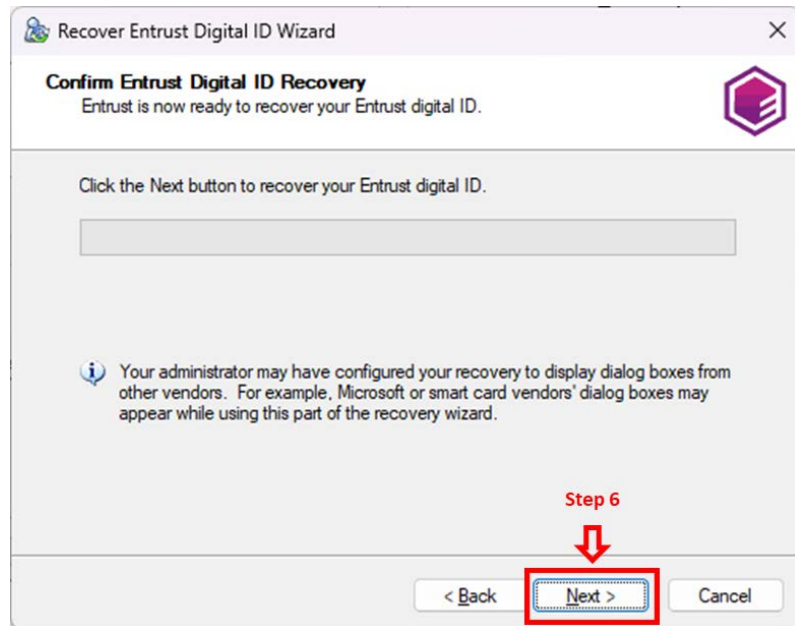 Recover Entrust Digital ID Wizard
Confirm Entrust Digital ID Recovery
Entrust is now ready to recover your Entrust digital ID.
Click the Next button to recover your Entrust digital ID.
Your administrator may have configured your recovery to display dialog boxes from
other vendors. For example, Microsoft or smart card vendors' dialog boxes may
appear while using this part of the recovery wizard.
Step 6
< Back Next > Cancel